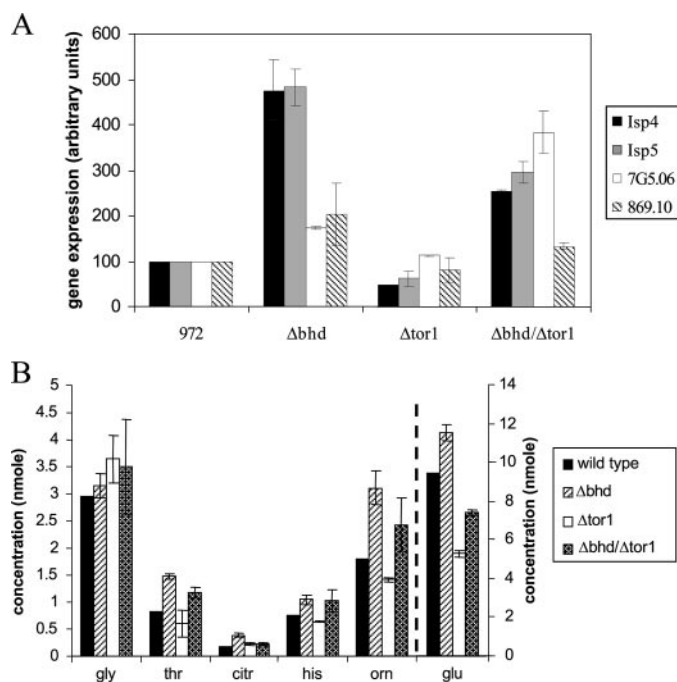 A
gene expression (arbitrary units)
600
500
400
300
200
100
0
972 Δbhd Δtor1 Δbhd/Δtor1
Isp4
Isp5
7G5.06
869.10
B
concentration (nmole)
5
4.5
4
3.5
3
2.5
2
1.5
1
0.5
0
gly thr citr his orn glu
14
12
10
8
6
4
2
0
concentration (nmole)
wild type
Δbhd
Δtor1
Δbhd/Δtor1